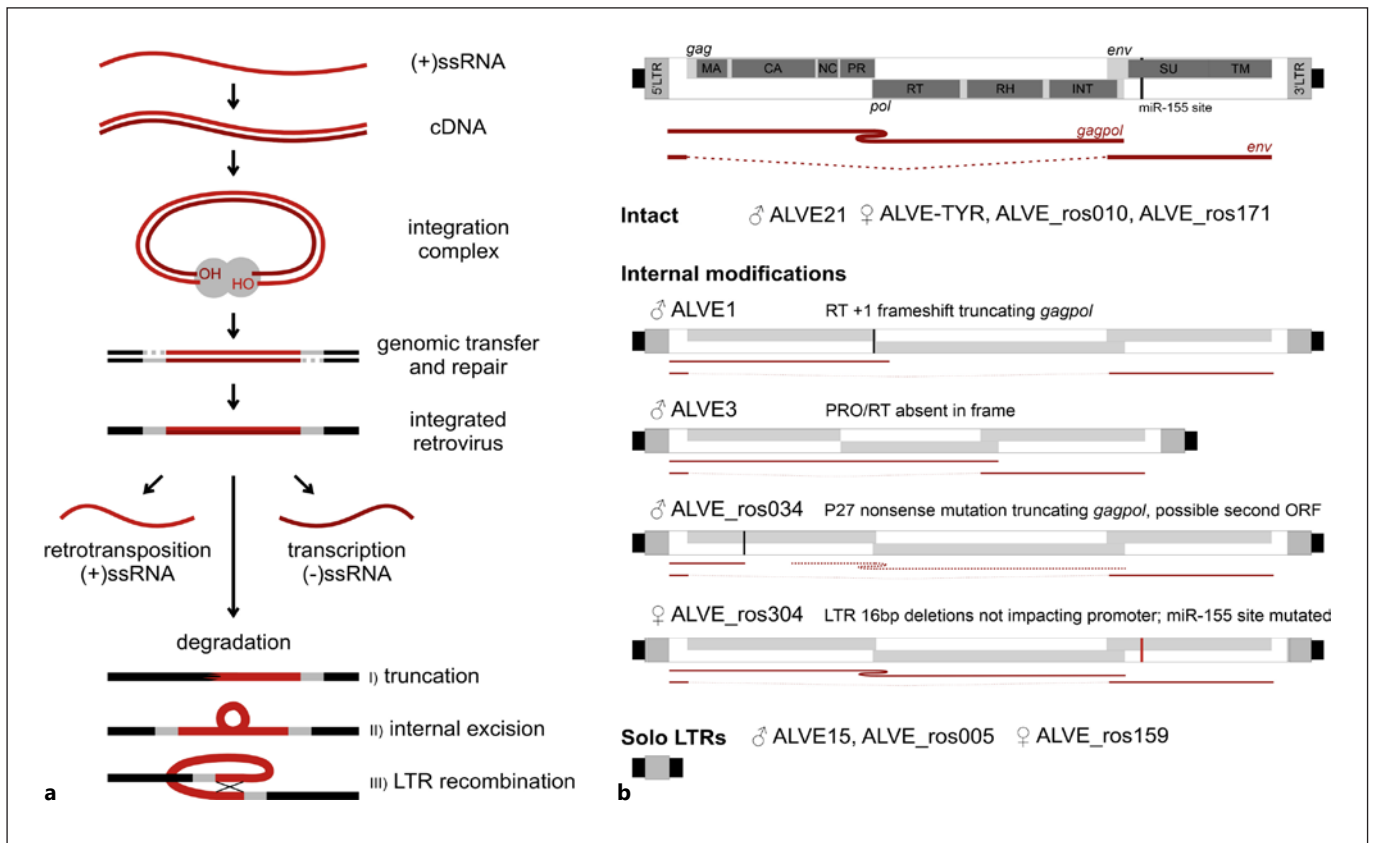 (+)ssRNA
cDNA
integration
complex
OH
HO
genomic transfer
and repair
integrated
retrovirus
retrotransposition
(+)ssRNA
transcription
(-)ssRNA
degradation
I) truncation
II) internal excision
III) LTR recombination
a
gag
env
5'LTR
MA
CA
NC
PR
SU
TM
3'LTR
RT
RH
INT
pol
miR-155 site
gagpol
env
Intact ♂ ALVE21 ♀ ALVE-TYR, ALVE_ros010, ALVE_ros171
Internal modifications
♂ ALVE1 RT +1 frameshift truncating gagpol
♂ ALVE3 PRO/RT absent in frame
♂ ALVE_ros034 P27 nonsense mutation truncating gagpol, possible second ORF
♀ ALVE_ros304 LTR 16bp deletions not impacting promoter; miR-155 site mutated
Solo LTRs ♂ ALVE15, ALVE_ros005 ♀ ALVE_ros159
b